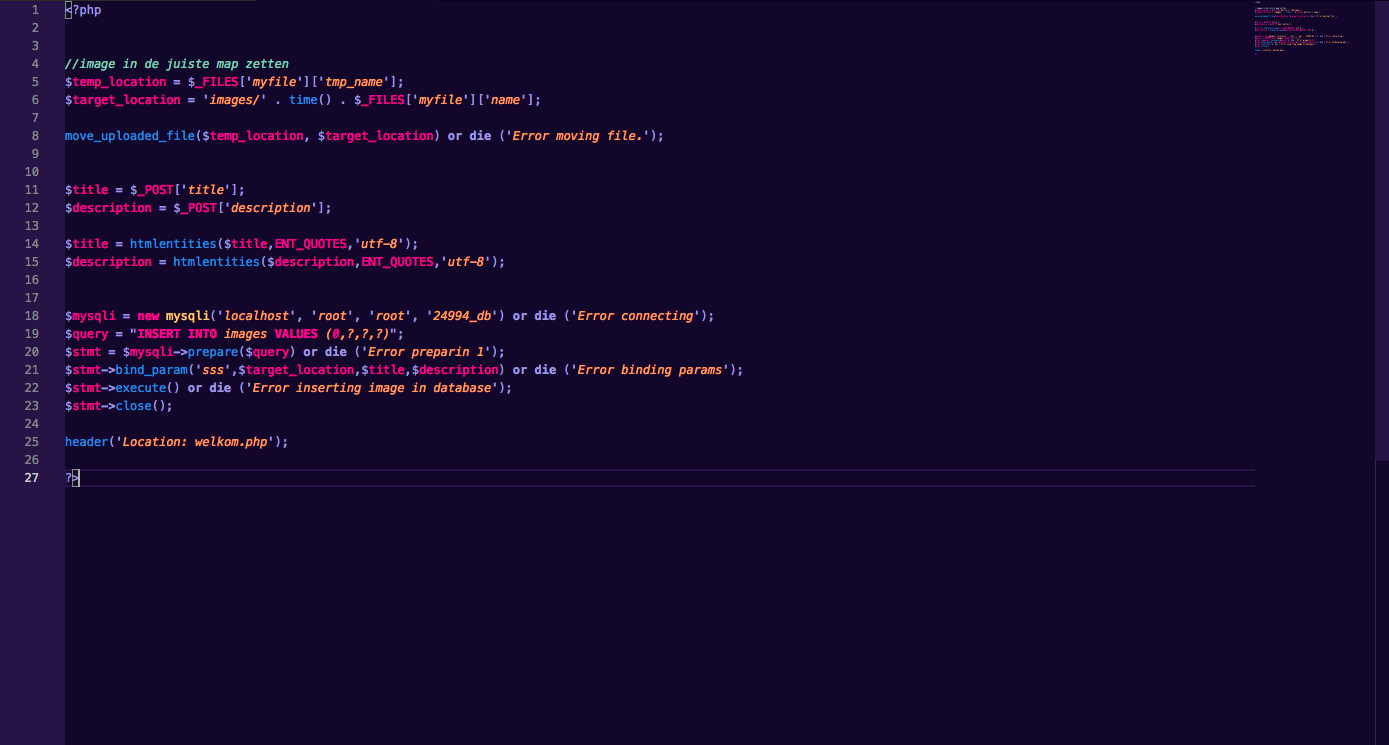 1 <?php
2
3
4 //image in de juiste map zetten
5 $temp_location = $_FILES['myfile']['tmp_name'];
6 $target_location = 'images/' . time() . $_FILES['myfile']['name'];
7
8 move_uploaded_file($temp_location, $target_location) or die ('Error moving file.');
9
10
11 $title = $_POST['title'];
12 $description = $_POST['description'];
13
14 $title = htmlentities($title,ENT_QUOTES,'utf-8');
15 $description = htmlentities($description,ENT_QUOTES,'utf-8');
16
17
18 $mysqli = new mysqli('localhost', 'root', 'root', '24994_db') or die ('Error connecting');
19 $query = "INSERT INTO images VALUES (0,?,?,?)";
20 $stmt = $mysqli->prepare($query) or die ('Error preparin 1');
21 $stmt->bind_param('sss',$target_location,$title,$description) or die ('Error binding params');
22 $stmt->execute() or die ('Error inserting image in database');
23 $stmt->close();
24
25 header('Location: welkom.php');
26
27 ?>